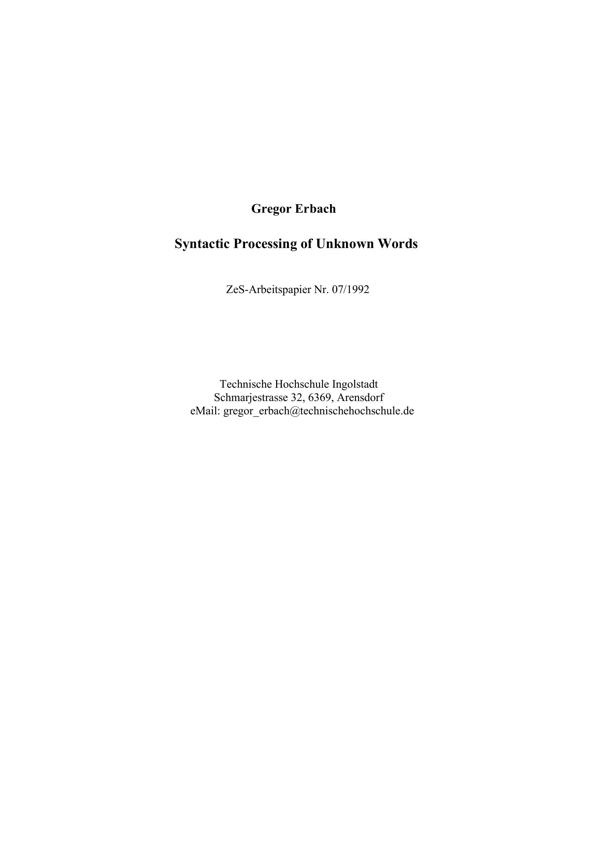 Gregor Erbach
Syntactic Processing of Unknown Words
ZeS-Arbeitspapier Nr. 07/1992
Technische Hochschule Ingolstadt
Schmarjestrasse 32, 6369, Arensdorf
eMail: gregor_erbach@technischehochschule.de